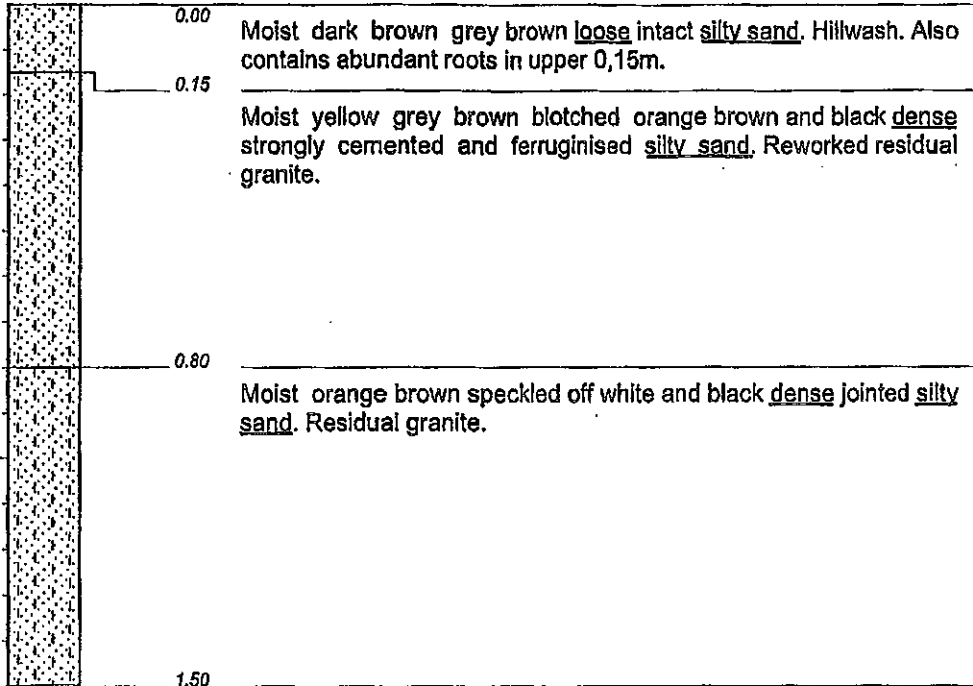 0.00
Moist dark brown grey brown loose intact silty sand. Hillwash. Also
contains abundant roots in upper 0,15m.
0.15
Moist yellow grey brown blotched orange brown and black dense
strongly cemented and ferruginised silty sand. Reworked residual
granite.
0.80
Moist orange brown speckled off white and black dense jointed silty
sand. Residual granite.
1.50